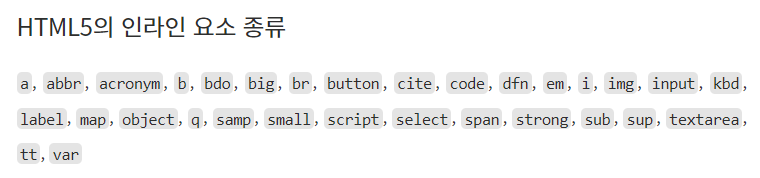 HTML5의 인라인 요소 종류
a, abbr, acronym, b, bdo, big, br, button, cite, code, dfn, em, i, img, input, kbd,
label, map, object, q, samp, small, script, select, span, strong, sub, sup, textarea,
tt, var